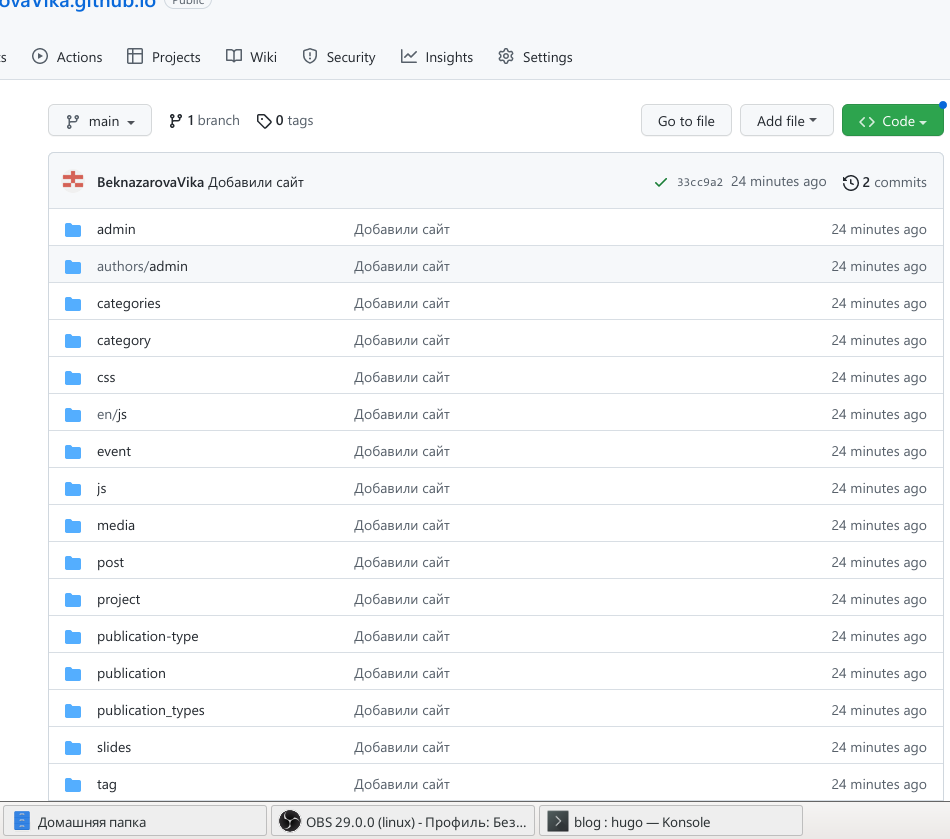 ovaVika.github.io Public
s Actions Projects Wiki Security Insights Settings
main 1 branch 0 tags Go to file Add file <> Code
BeknazarovaVika Добавили сайт 33cc9a2 24 minutes ago 2 commits
admin Добавили сайт 24 minutes ago
authors/admin Добавили сайт 24 minutes ago
categories Добавили сайт 24 minutes ago
category Добавили сайт 24 minutes ago
css Добавили сайт 24 minutes ago
en/js Добавили сайт 24 minutes ago
event Добавили сайт 24 minutes ago
js Добавили сайт 24 minutes ago
media Добавили сайт 24 minutes ago
post Добавили сайт 24 minutes ago
project Добавили сайт 24 minutes ago
publication-type Добавили сайт 24 minutes ago
publication Добавили сайт 24 minutes ago
publication_types Добавили сайт 24 minutes ago
slides Добавили сайт 24 minutes ago
tag Добавили сайт 24 minutes ago
Домашняя папка OBS 29.0.0 (linux) - Профиль: Без... blog : hugo — Konsole